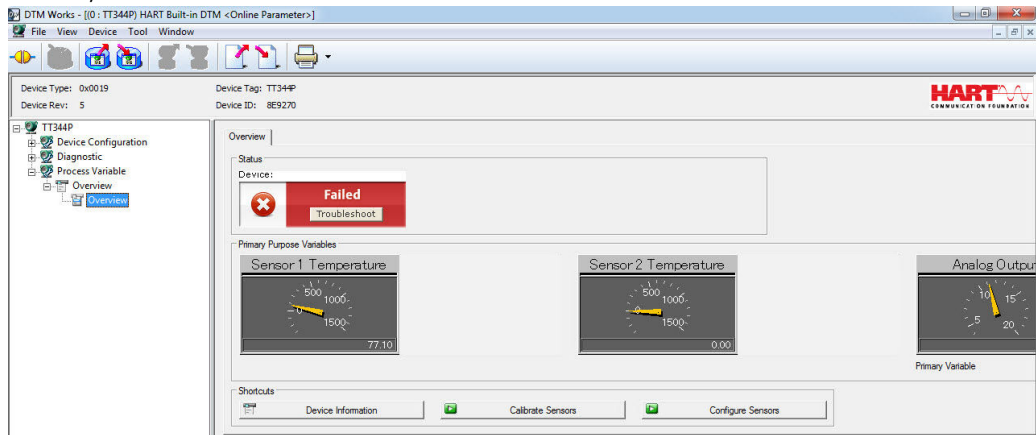 DTM Works - [(0 : TT344P) HART Built-in DTM <Online Parameter>]
File View Device Tool Window
Device Type: 0x0019 Device Tag: TT344P
Device Rev: 5 Device ID: 8E9270
HART
COMMUNICATION FOUNDATION
TT344P
Device Configuration
Diagnostic
Process Variable
Overview
Overview
Overview
Status
Device:
Failed
Troubleshoot
Primary Purpose Variables
Sensor 1 Temperature
0 500 1000 1500
77.10
Sensor 2 Temperature
0 500 1000 1500
0.00
Analog Output
5 10 15 20
Primary Variable
Shortcuts
Device Information Calibrate Sensors Configure Sensors